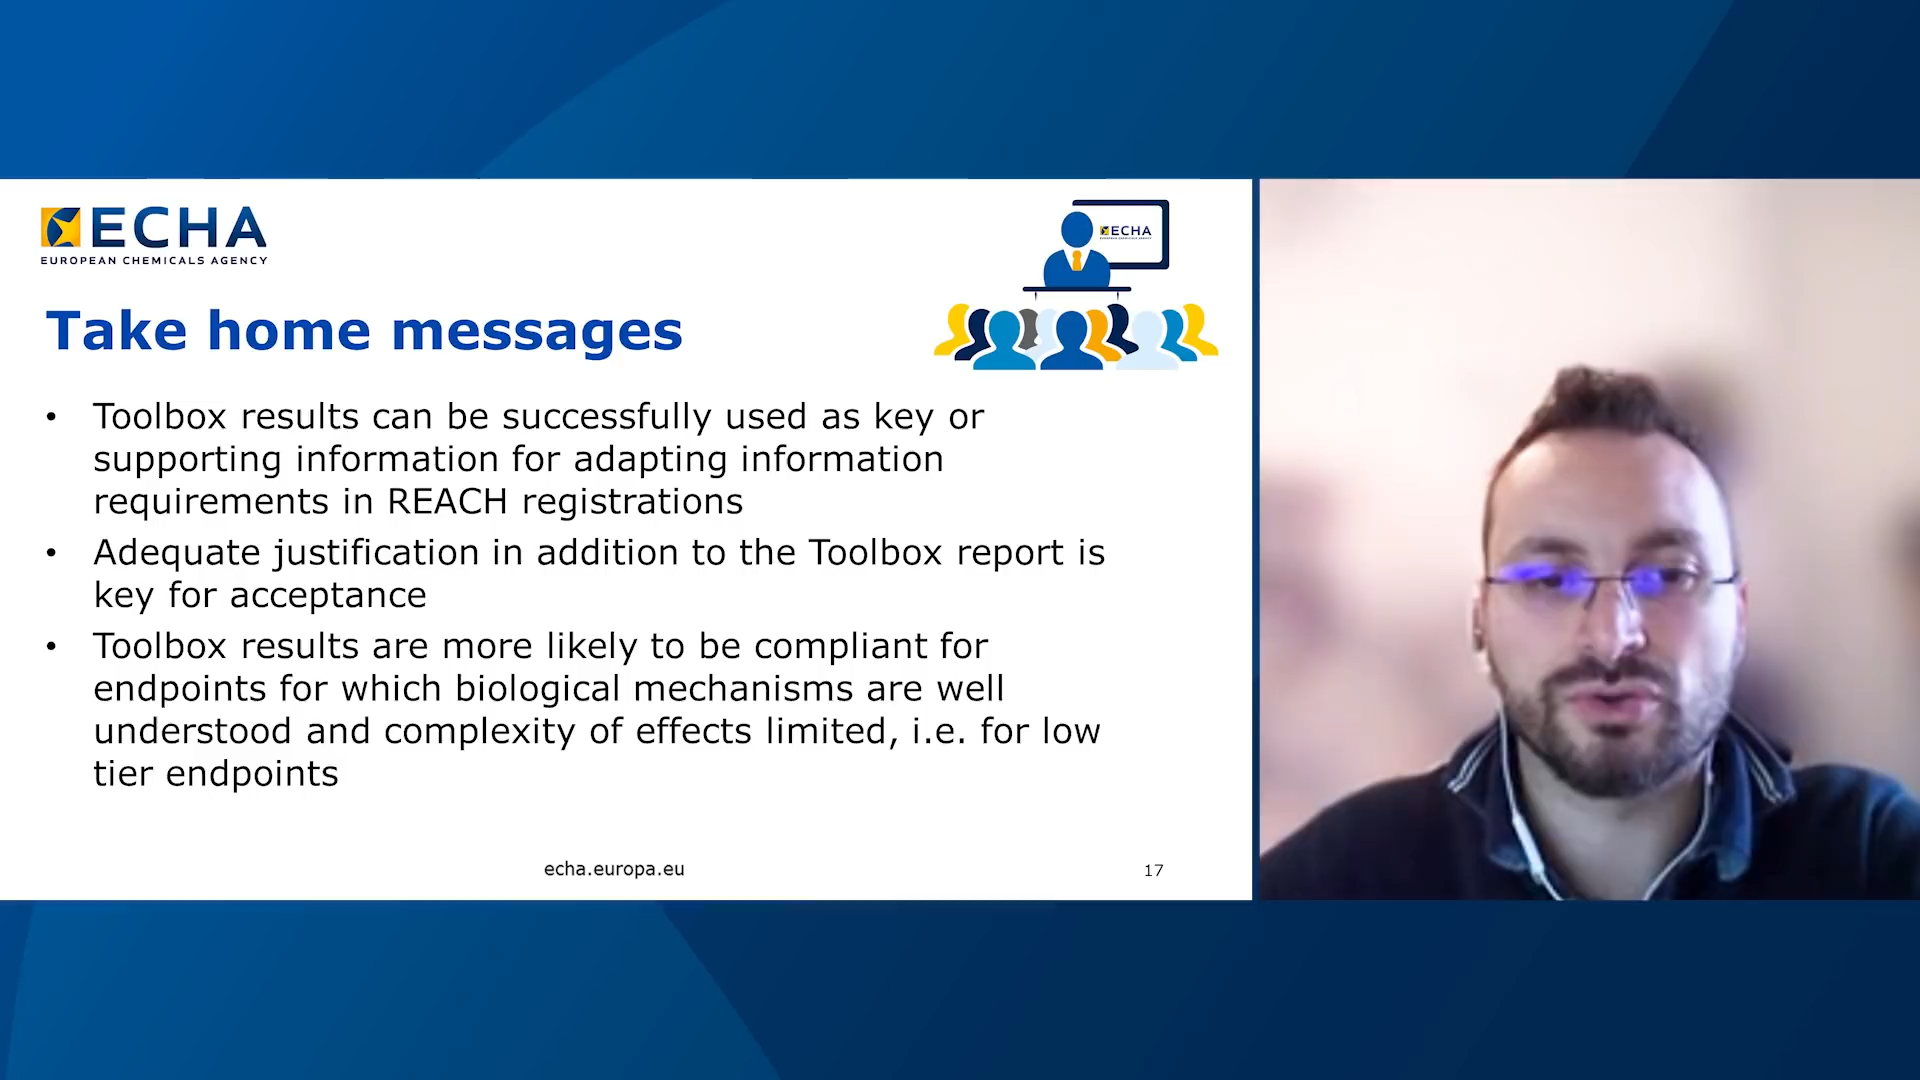 ECHA
EUROPEAN CHEMICALS AGENCY
ECHA
EUROPEAN CHEMICALS AGENCY
Take home messages
• Toolbox results can be successfully used as key or
supporting information for adapting information
requirements in REACH registrations
• Adequate justification in addition to the Toolbox report is
key for acceptance
• Toolbox results are more likely to be compliant for
endpoints for which biological mechanisms are well
understood and complexity of effects limited, i.e. for low
tier endpoints
echa.europa.eu
17